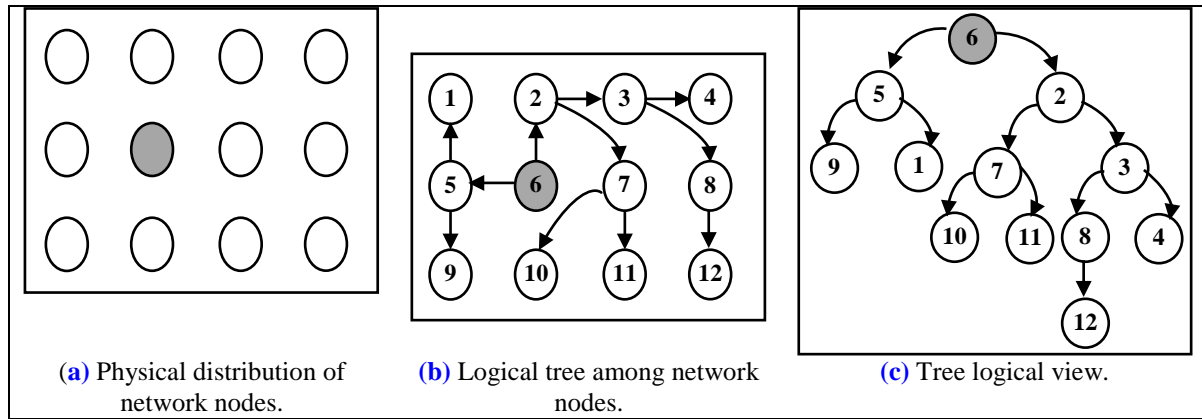 1 2 3 4
5 6 7 8
9 10 11 12
6
5 2
9 1 7 3
10 11 8 4
12
(a) Physical distribution of
network nodes.
(b) Logical tree among network
nodes.
(c) Tree logical view.